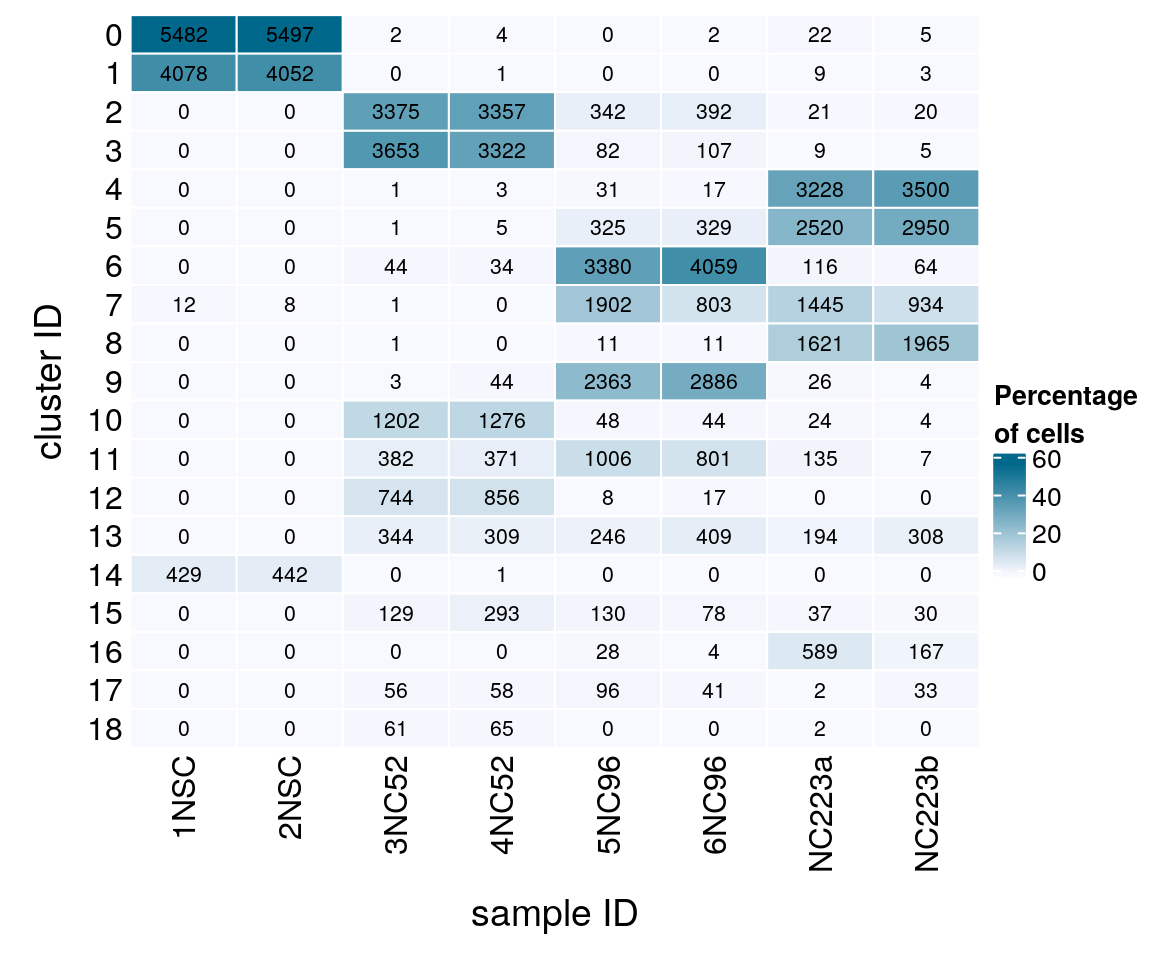 0 5482 5497 2 4 0 2 22 5
1 4078 4052 0 1 0 0 9 3
2 0 0 3375 3357 342 392 21 20
3 0 0 3653 3322 82 107 9 5
4 0 0 1 3 31 17 3228 3500
5 0 0 1 5 325 329 2520 2950
6 0 0 44 34 3380 4059 116 64
7 12 8 1 0 1902 803 1445 934
8 0 0 1 0 11 11 1621 1965
9 0 0 3 44 2363 2886 26 4
10 0 0 1202 1276 48 44 24 4
11 0 0 382 371 1006 801 135 7
12 0 0 744 856 8 17 0 0
13 0 0 344 309 246 409 194 308
14 429 442 0 1 0 0 0 0
15 0 0 129 293 130 78 37 30
16 0 0 0 0 28 4 589 167
17 0 0 56 58 96 41 2 33
18 0 0 61 65 0 0 2 0
1NSC 2NSC 3NC52 4NC52 5NC96 6NC96 NC223a NC223b
sample ID
cluster ID
Percentage
of cells
60
40
20
0